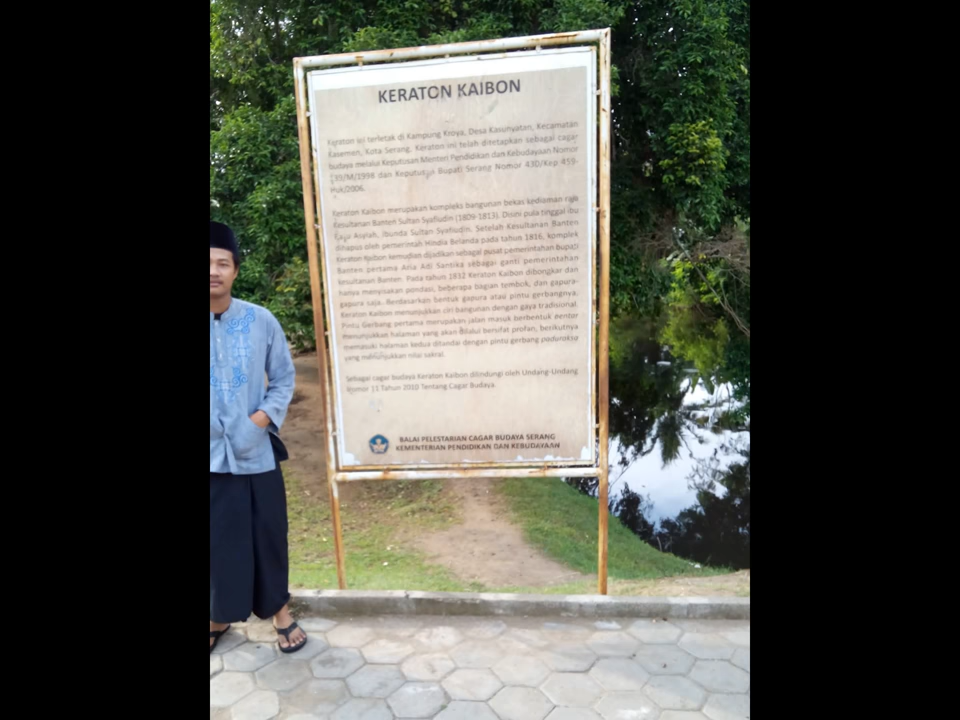 KERATON KAIBON
Keraton ini terletak di Kampung Kroya, Desa Kasunyatan, Kecamatan
Kasemen, Kota Serang. Keraton ini telah ditetapkan sebagai cagar
budaya melalui Keputusan Menteri Pendidikan dan Kebudayaan Nomor
139/M/1998 dan Keputusan Bupati Serang Nomor 430/Kep 459-
Huk/2006.
Keraton Kaibon merupakan kompleks bangunan bekas kediaman raja
Kesultanan Banten Sultan Syafiudin (1809-1813). Disini pula tinggal ibu
Ratu Asyiah, ibunda Sultan Syafiudin. Setelah Kesultanan Banten
dihapus oleh pemerintah Hindia Belanda pada tahun 1816, komplek
Keraton Kaibon kemudian dijadikan sebagai pusat pemerintahan bupati
Banten pertama Aria Adi Santika sebagai ganti pemerintahan
kesultanan Banten. Pada tahun 1832 Keraton Kaibon dibongkar dan
hanya menyisakan pondasi, beberapa bagian tembok, dan gapura-
gapura saja. Berdasarkan bentuk gapura atau pintu gerbangnya,
Keraton Kaibon menunjukkan ciri bangunan dengan gaya tradisional.
Pintu Gerbang pertama merupakan jalan masuk berbentuk bentar
menunjukkan halaman yang akan dilalui bersifat profan, berikutnya
memasuki halaman kedua ditandai dengan pintu gerbang paduraksa
yang menunjukkan nilai sakral.
Sebagai cagar budaya Keraton Kaibon dilindungi oleh Undang-Undang
Nomor 11 Tahun 2010 Tentang Cagar Budaya.
BALAI PELESTARIAN CAGAR BUDAYA SERANG
KEMENTERIAN PENDIDIKAN DAN KEBUDAYAAN